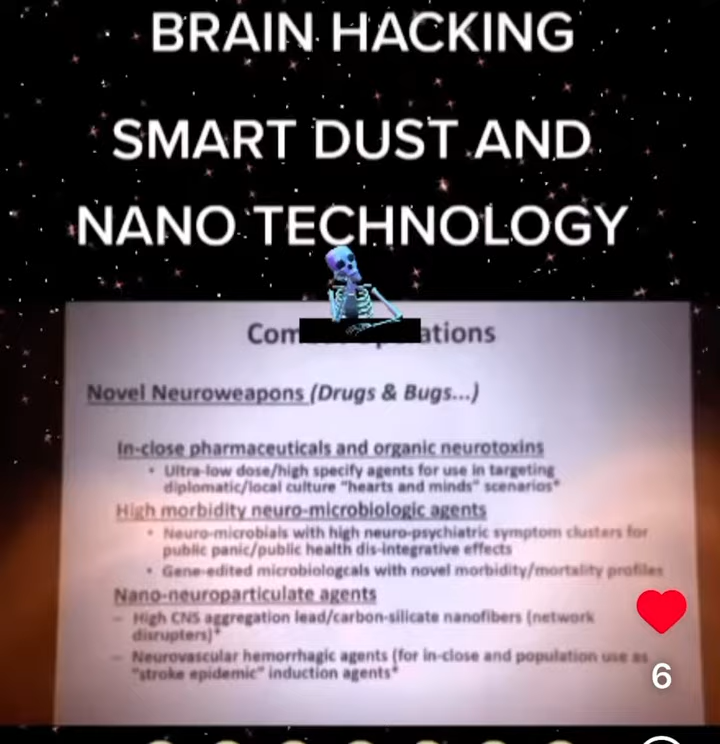 BRAIN HACKING
SMART DUST AND
NANO TECHNOLOGY
Com ations
Novel Neuroweapons (Drugs & Bugs...)
In-close pharmaceuticals and organic neurotoxins
• Ultra-low dose/high specify agents for use in targeting
diplomatic/local culture "hearts and minds" scenarios*
High morbidity neuro-microbiologic agents
• Neuro-microbials with high neuro-psychiatric symptom clusters for
public panic/public health dis-integrative effects
• Gene-edited microbiologcals with novel morbidity/mortality profiles
Nano-neuroparticulate agents
– High CNS aggregation lead/carbon-silicate nanofibers (network
disrupters)*
– Neurovascular hemorrhagic agents (for in-close and population use as
"stroke epidemic" induction agents*
6